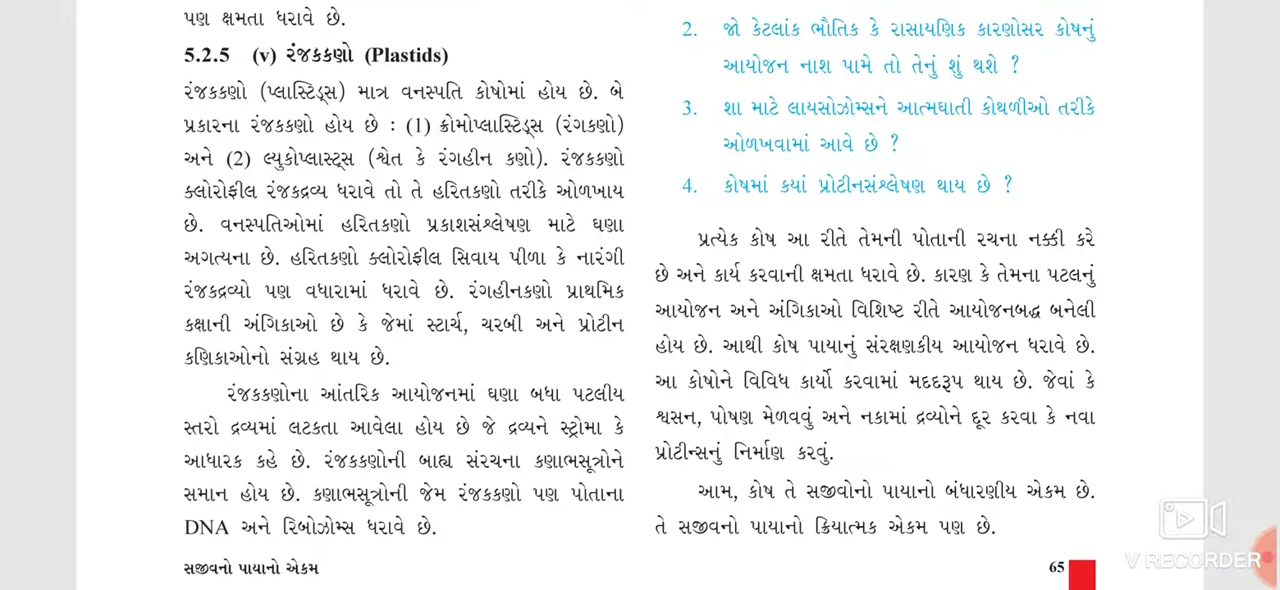 પણ ક્ષમતા ધરાવે છે.
5.2.5 (v) રંજકકણો (Plastids)
રંજકકણો (પ્લાસ્ટિડ્સ) માત્ર વનસ્પતિ કોષોમાં હોય છે. બે
પ્રકારના રંજકકણો હોય છે : (1) ક્રોમોપ્લાસ્ટિડ્સ (રંગકણો)
અને (2) લ્યુકોપ્લાસ્ટ્સ (શ્વેત કે રંગહીન કણો). રંજકકણો
ક્લોરોફીલ રંજકદ્રવ્ય ધરાવે તો તે હરિતકણો તરીકે ઓળખાય
છે. વનસ્પતિઓમાં હરિતકણો પ્રકાશસંશ્લેષણ માટે ઘણા
અગત્યના છે. હરિતકણો ક્લોરોફીલ સિવાય પીળા કે નારંગી
રંજકદ્રવ્યો પણ વધારામાં ધરાવે છે. રંગહીનકણો પ્રાથમિક
કક્ષાની અંગિકાઓ છે કે જેમાં સ્ટાર્ચ, ચરબી અને પ્રોટીન
કણિકાઓનો સંગ્રહ થાય છે.
રંજકકણોના આંતરિક આયોજનમાં ઘણા બધા પટલીય
સ્તરો દ્રવ્યમાં લટકતા આવેલા હોય છે જે દ્રવ્યને સ્ટ્રોમા કે
આધારક કહે છે. રંજકકણોની બાહ્ય સંરચના કણાભસૂત્રોને
સમાન હોય છે. કણાભસૂત્રોની જેમ રંજકકણો પણ પોતાના
DNA અને રિબોઝોમ્સ ધરાવે છે.
સજીવનો પાયાનો એકમ
2. જો કેટલાંક ભૌતિક કે રાસાયણિક કારણોસર કોષનું
આયોજન નાશ પામે તો તેનું શું થશે ?
3. શા માટે લાયસોઝોમ્સને આત્મઘાતી કોથળીઓ તરીકે
ઓળખવામાં આવે છે ?
4. કોષમાં કયાં પ્રોટીનસંશ્લેષણ થાય છે ?
પ્રત્યેક કોષ આ રીતે તેમની પોતાની રચના નક્કી કરે
છે અને કાર્ય કરવાની ક્ષમતા ધરાવે છે. કારણ કે તેમના પટલનું
આયોજન અને અંગિકાઓ વિશિષ્ટ રીતે આયોજનબદ્ધ બનેલી
હોય છે. આથી કોષ પાયાનું સંરક્ષણકીય આયોજન ધરાવે છે.
આ કોષોને વિવિધ કાર્યો કરવામાં મદદરૂપ થાય છે. જેવાં કે
શ્વસન, પોષણ મેળવવું અને નકામાં દ્રવ્યોને દૂર કરવા કે નવા
પ્રોટીન્સનું નિર્માણ કરવું.
આમ, કોષ તે સજીવોનો પાયાનો બંધારણીય એકમ છે.
તે સજીવનો પાયાનો ક્રિયાત્મક એકમ પણ છે.
65
V RECORDER